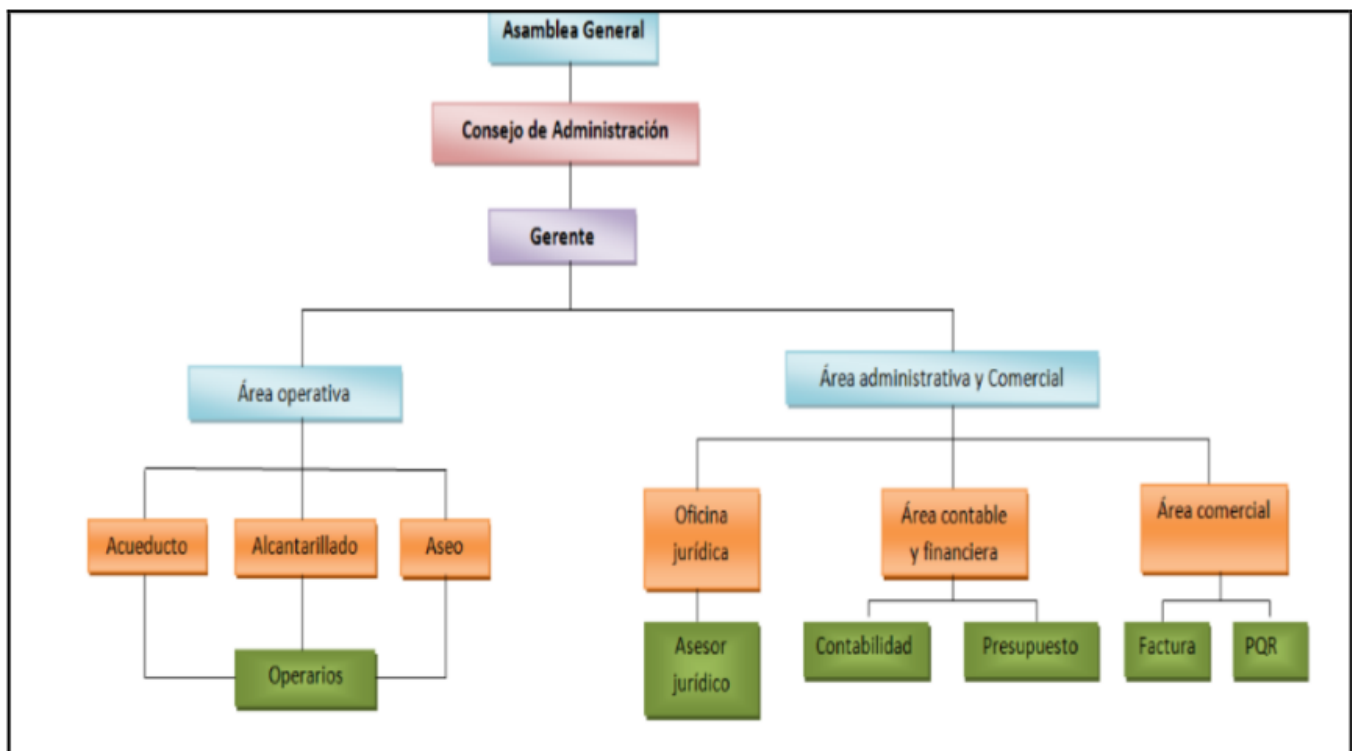 Asamblea General
Consejo de Administración
Gerente
Área operativa
Área administrativa y Comercial
Acueducto
Alcantarillado
Aseo
Oficina
jurídica
Área contable
y financiera
Área comercial
Operarios
Asesor
jurídico
Contabilidad
Presupuesto
Factura
PQR